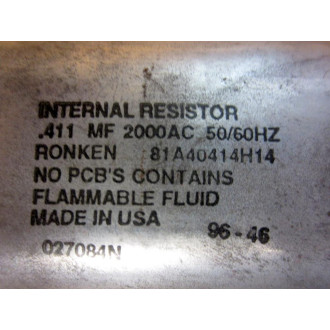 INTERNAL RESISTOR
.411 MF 2000AC 50/60HZ
RONKEN 81A40414H14
NO PCB'S CONTAINS
FLAMMABLE FLUID
MADE IN USA 96-46
027084N